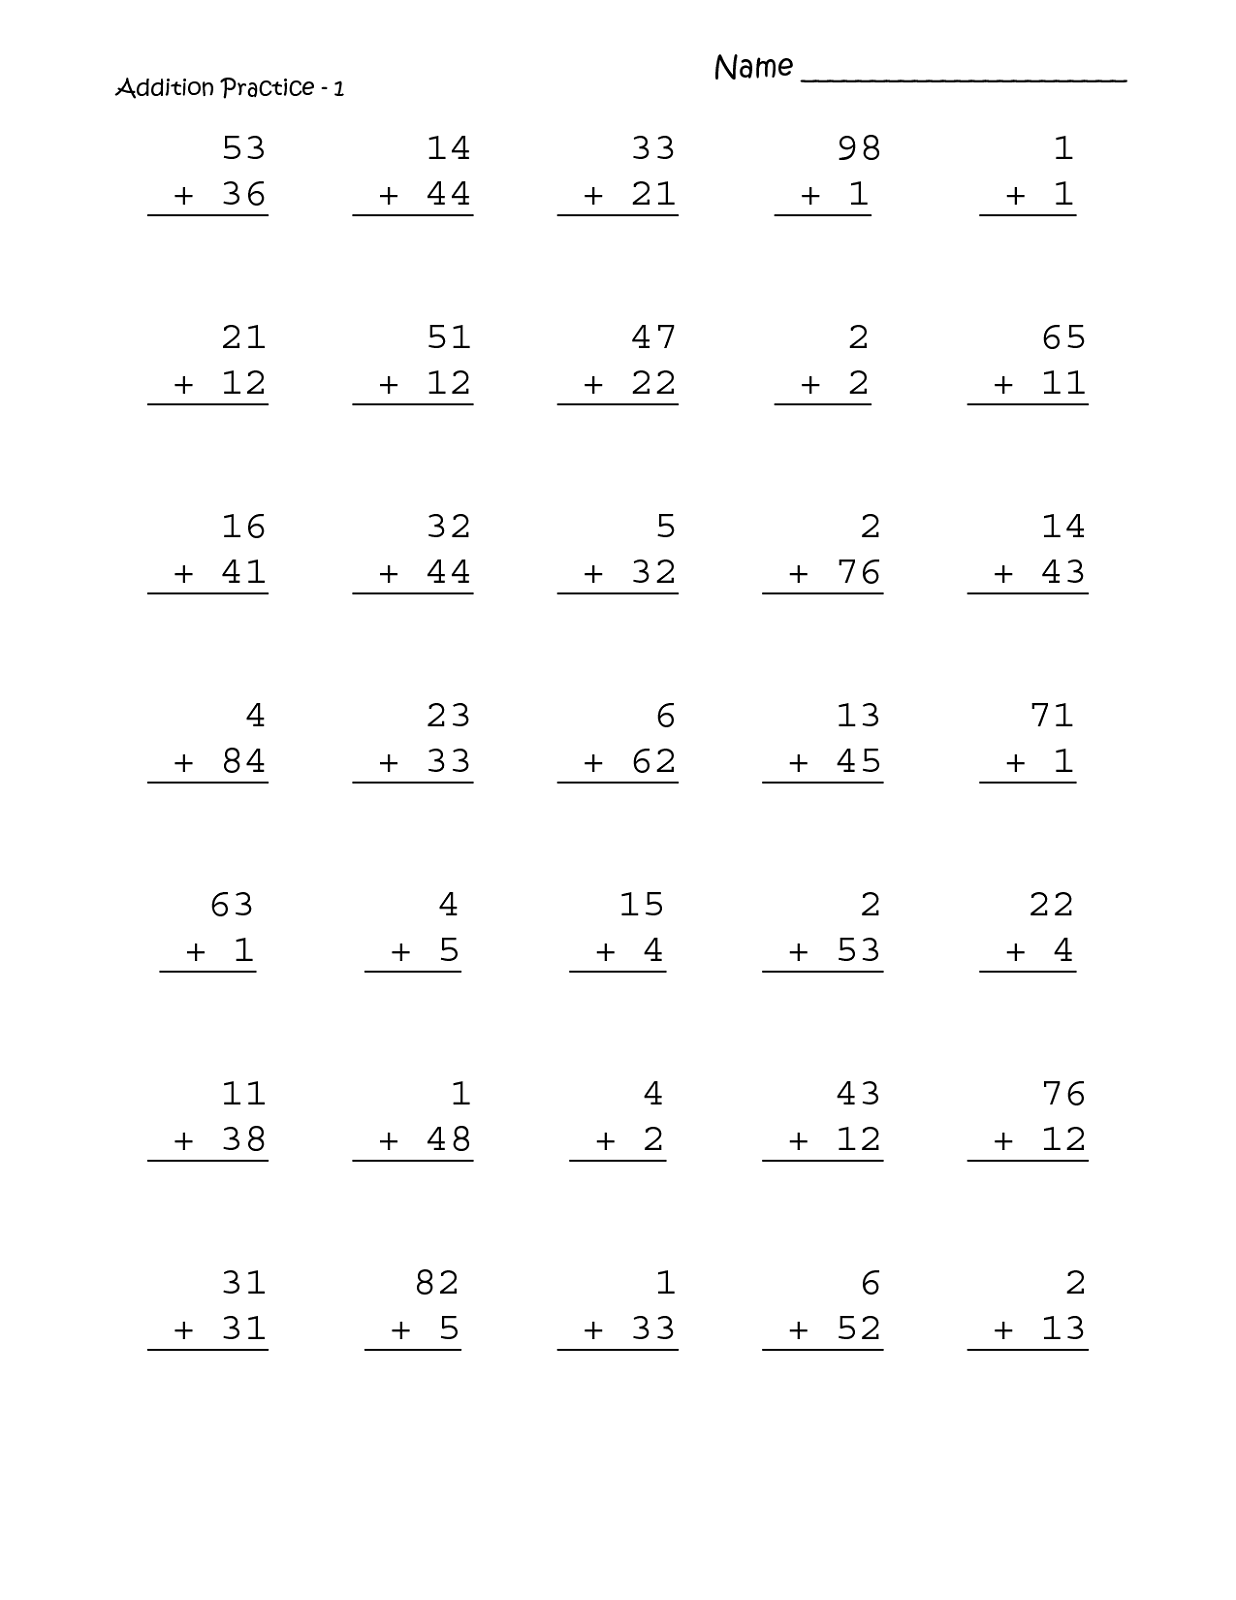 Name ____________________
Addition Practice - 1
53 14 33 98 1
+ 36 + 44 + 21 + 1 + 1
21 51 47 2 65
+ 12 + 12 + 22 + 2 + 11
16 32 5 2 14
+ 41 + 44 + 32 + 76 + 43
4 23 6 13 71
+ 84 + 33 + 62 + 45 + 1
63 4 15 2 22
+ 1 + 5 + 4 + 53 + 4
11 1 4 43 76
+ 38 + 48 + 2 + 12 + 12
31 82 1 6 2
+ 31 + 5 + 33 + 52 + 13